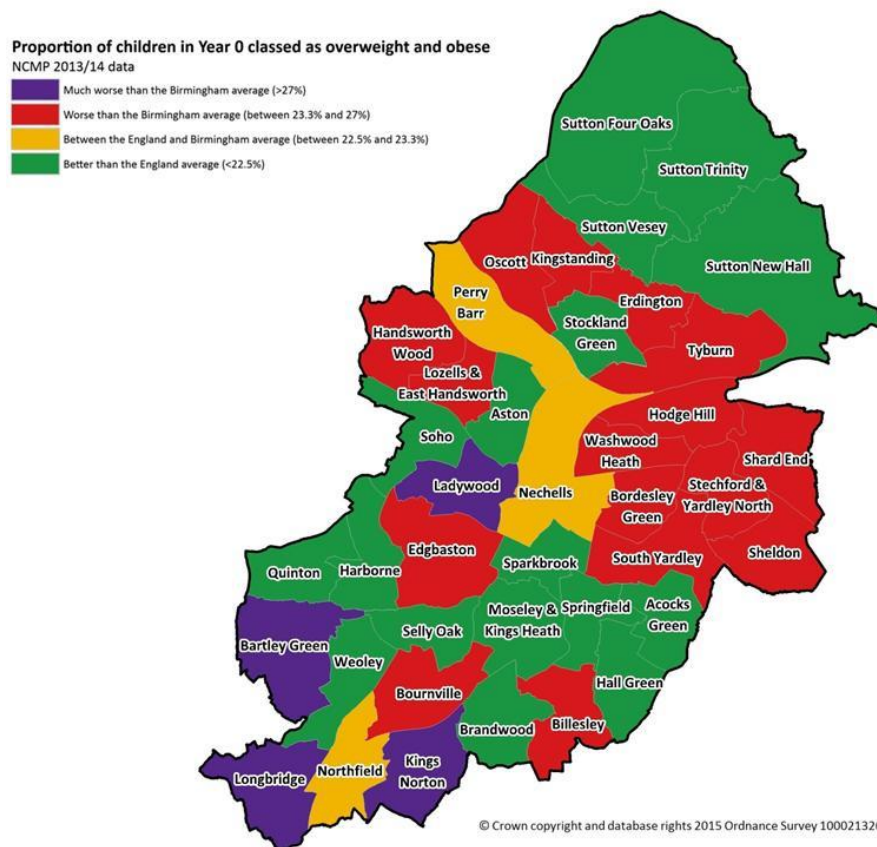 Proportion of children in Year 0 classed as overweight and obese
NCMP 2013/14 data
Much worse than the Birmingham average (>27%)
Worse than the Birmingham average (between 23.3% and 27%)
Between the England and Birmingham average (between 22.5% and 23.3%)
Better than the England average (<22.5%)
Sutton Four Oaks
Sutton Trinity
Sutton Vesey
Sutton New Hall
Oscott
Kingstanding
Perry
Barr
Erdington
Stockland
Green
Tyburn
Handsworth
Wood
Lozells &
East Handsworth
Aston
Hodge Hill
Soho
Washwood
Heath
Shard End
Ladywood
Nechells
Bordesley
Green
Stechford &
Yardley North
Edgbaston
Sparkbrook
South Yardley
Sheldon
Quinton
Harborne
Moseley &
Kings Heath
Springfield
Acocks
Green
Selly Oak
Bartley Green
Weoley
Hall Green
Bournville
Brandwood
Billesley
Longbridge
Northfield
Kings
Norton
© Crown copyright and database rights 2015 Ordnance Survey 10002132